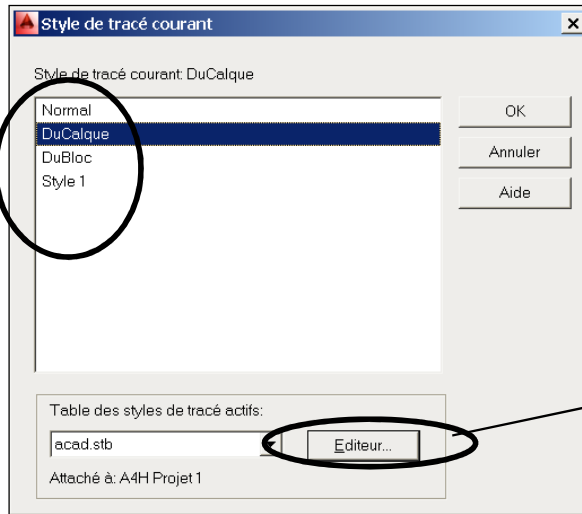 Style de tracé courant
Style de tracé courant: DuCalque
Normal
DuCalque
DuBloc
Style 1
OK
Annuler
Aide
Table des styles de tracé actifs:
acad.stb
Editeur...
Attaché à: A4H Projet 1